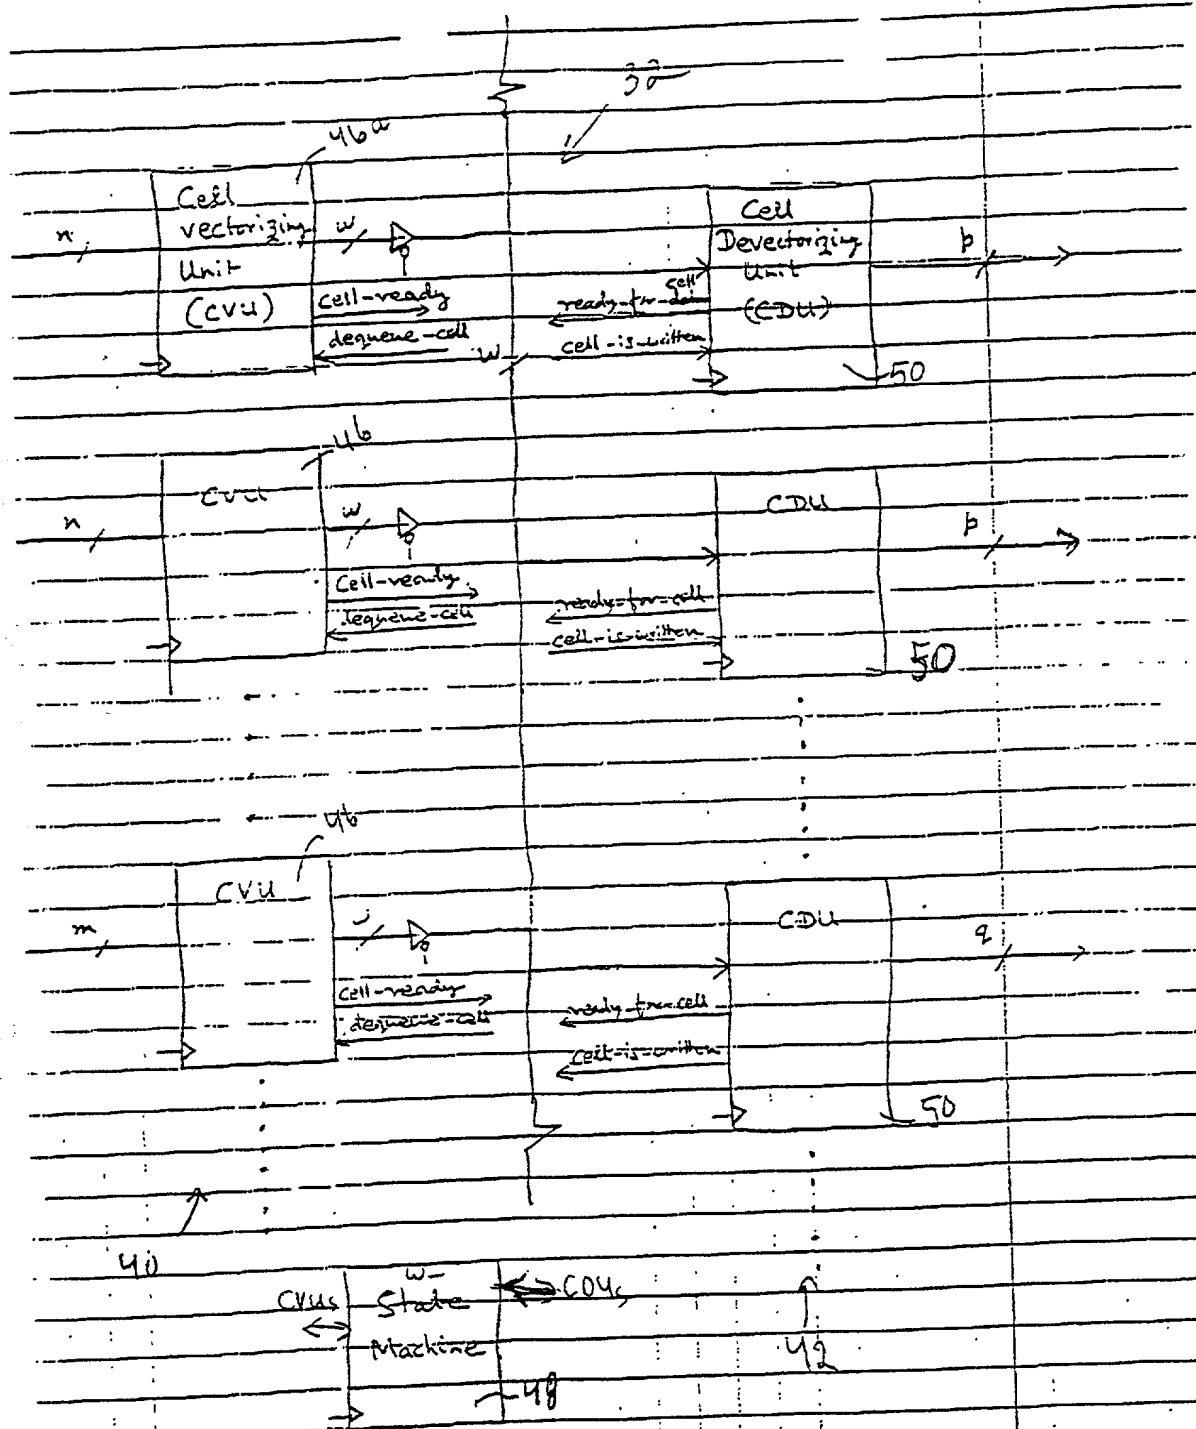 32
46a
Cell
vectorizing
Unit
(CVU)
n
w
cell-ready
dequeue-cell
w
Cell
Devectorizing
Unit
(CDU)
p
cell
ready-for-
cell-is-written
50
46
CVU
n
w
Cell-ready
dequeue-cell
CDU
p
ready-for-cell
cell-is-written
50
46
CVU
m
cell-ready
dequeue-cell
CDU
q
ready-for-cell
cell-is-written
50
40
CVUs
w-
State
Machine
CDUs
48
42